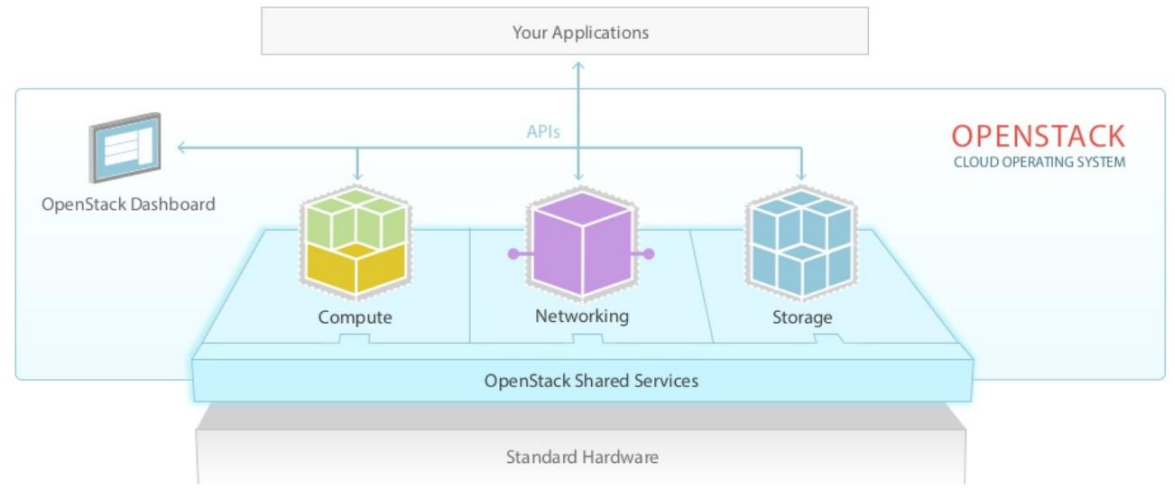 Your Applications
APIs
OPENSTACK
CLOUD OPERATING SYSTEM
OpenStack Dashboard
Compute
Networking
Storage
OpenStack Shared Services
Standard Hardware